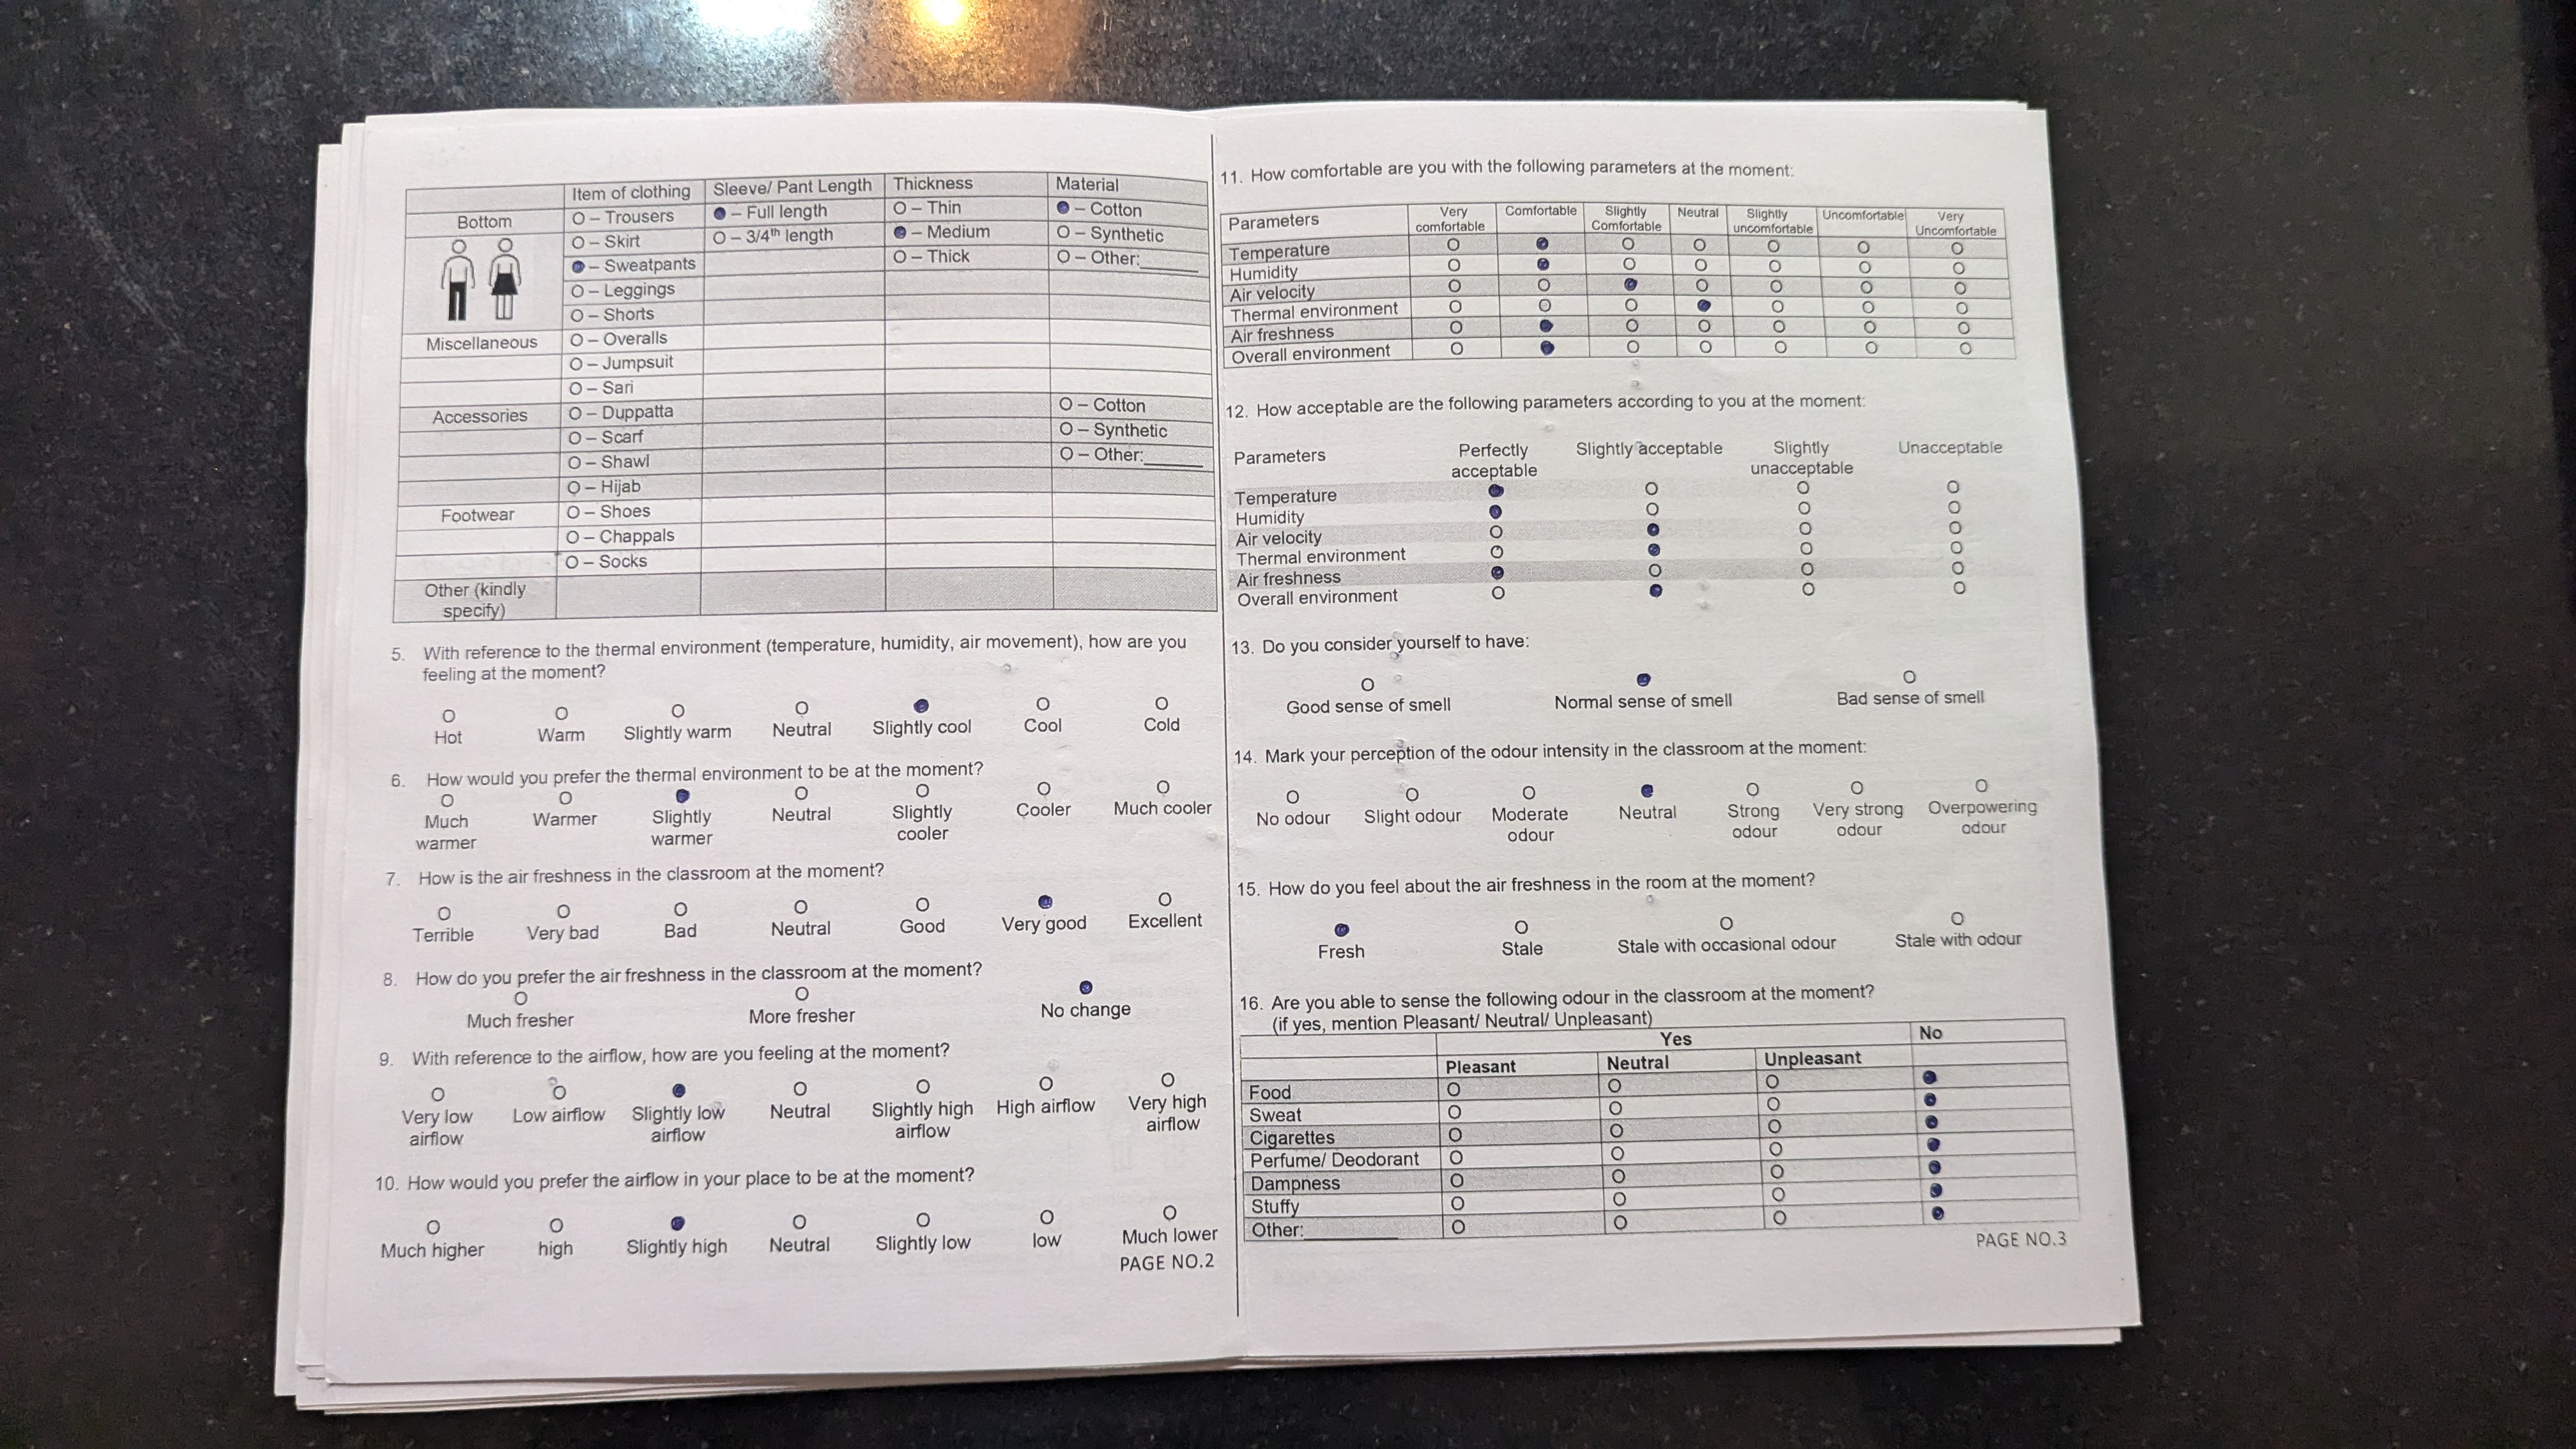 Item of clothing Sleeve/ Pant Length Thickness Material
Bottom O – Trousers ● – Full length O – Thin ● – Cotton
O – Skirt O – 3/4th length ● – Medium O – Synthetic
● – Sweatpants O – Thick O – Other:______
O – Leggings
O – Shorts
Miscellaneous O – Overalls
O – Jumpsuit
O – Sari
Accessories O – Duppatta O – Cotton
O – Scarf O – Synthetic
O – Shawl O – Other:______
O – Hijab
Footwear O – Shoes
O – Chappals
O – Socks
Other (kindly
specify)
5. With reference to the thermal environment (temperature, humidity, air movement), how are you
feeling at the moment?
O O O O ● O O
Hot Warm Slightly warm Neutral Slightly cool Cool Cold
6. How would you prefer the thermal environment to be at the moment?
O O ● O O O O
Much Warmer Slightly Neutral Slightly Cooler Much cooler
warmer warmer cooler
7. How is the air freshness in the classroom at the moment?
O O O O O ● O
Terrible Very bad Bad Neutral Good Very good Excellent
8. How do you prefer the air freshness in the classroom at the moment?
O O ●
Much fresher More fresher No change
9. With reference to the airflow, how are you feeling at the moment?
O O ● O O O O
Very low Low airflow Slightly low Neutral Slightly high High airflow Very high
airflow airflow airflow airflow
10. How would you prefer the airflow in your place to be at the moment?
O O ● O O O O
Much higher high Slightly high Neutral Slightly low low Much lower
PAGE NO.2
11. How comfortable are you with the following parameters at the moment:
Parameters Very Comfortable Slightly Neutral Slightly Uncomfortable Very
comfortable Comfortable uncomfortable Uncomfortable
Temperature O ● O O O O O
Humidity O ● O O O O O
Air velocity O O ● O O O O
Thermal environment O O O ● O O O
Air freshness O ● O O O O O
Overall environment O ● O O O O O
12. How acceptable are the following parameters according to you at the moment:
Parameters Perfectly Slightly acceptable Slightly Unacceptable
acceptable unacceptable
Temperature ● O O O
Humidity ● O O O
Air velocity O ● O O
Thermal environment O ● O O
Air freshness ● O O O
Overall environment O ● O O
13. Do you consider yourself to have:
O ● O
Good sense of smell Normal sense of smell Bad sense of smell
14. Mark your perception of the odour intensity in the classroom at the moment:
O O O ● O O O
No odour Slight odour Moderate Neutral Strong Very strong Overpowering
odour odour odour odour
15. How do you feel about the air freshness in the room at the moment?
● O O O
Fresh Stale Stale with occasional odour Stale with odour
16. Are you able to sense the following odour in the classroom at the moment?
(if yes, mention Pleasant/ Neutral/ Unpleasant)
Yes No
Pleasant Neutral Unpleasant
Food O O O ●
Sweat O O O ●
Cigarettes O O O ●
Perfume/ Deodorant O O O ●
Dampness O O O ●
Stuffy O O O ●
Other:_________ O O O ●
PAGE NO.3